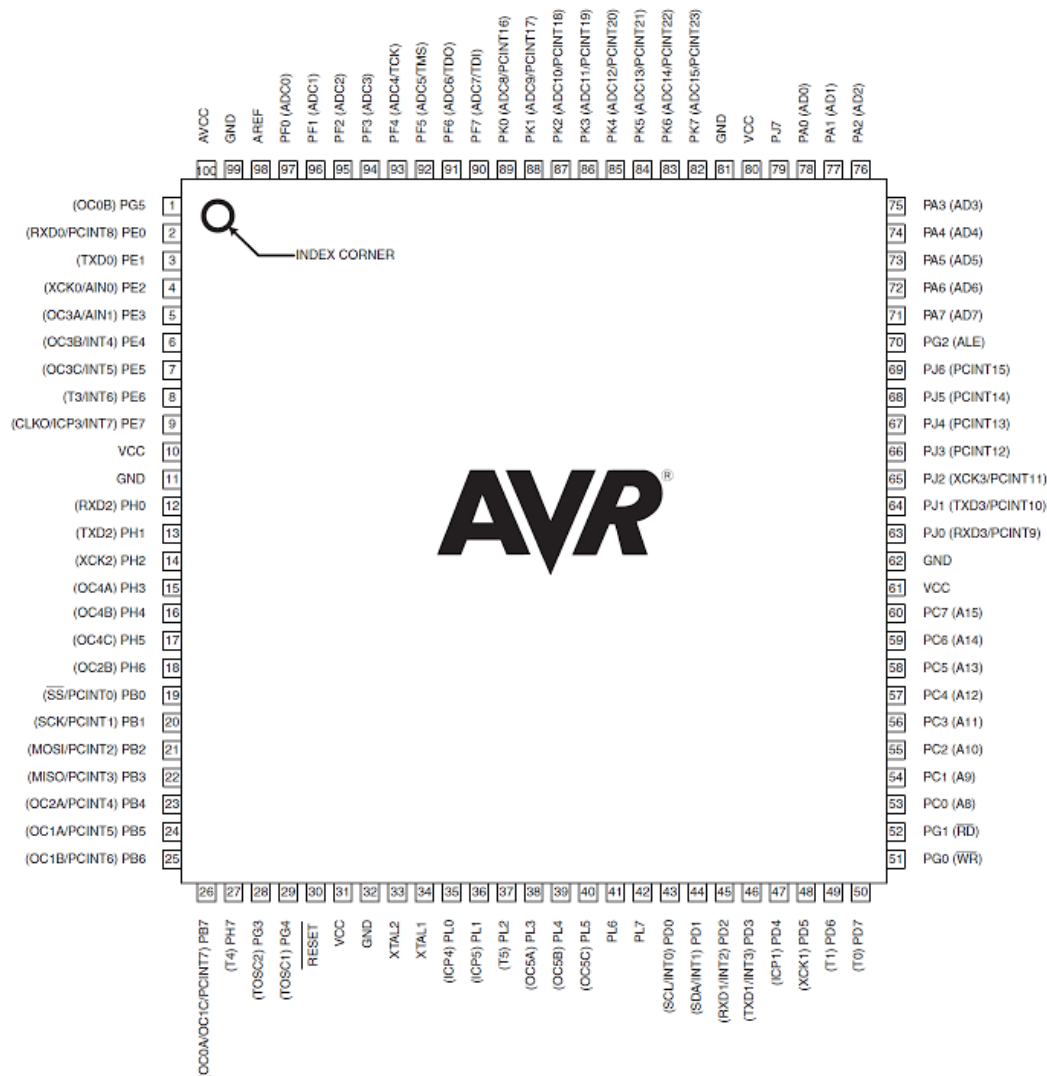 AVCC
GND
AREF
PF0 (ADC0)
PF1 (ADC1)
PF2 (ADC2)
PF3 (ADC3)
PF4 (ADC4/TCK)
PF5 (ADC5/TMS)
PF6 (ADC6/TDO)
PF7 (ADC7/TDI)
PK0 (ADC8/PCINT16)
PK1 (ADC9/PCINT17)
PK2 (ADC10/PCINT18)
PK3 (ADC11/PCINT19)
PK4 (ADC12/PCINT20)
PK5 (ADC13/PCINT21)
PK6 (ADC14/PCINT22)
PK7 (ADC15/PCINT23)
GND
VCC
PJ7
PA0 (AD0)
PA1 (AD1)
PA2 (AD2)
100 99 98 97 96 95 94 93 92 91 90 89 88 87 86 85 84 83 82 81 80 79 78 77 76
(OC0B) PG5 1
(RXD0/PCINT8) PE0 2
(TXD0) PE1 3
(XCK0/AIN0) PE2 4
(OC3A/AIN1) PE3 5
(OC3B/INT4) PE4 6
(OC3C/INT5) PE5 7
(T3/INT6) PE6 8
(CLKO/ICP3/INT7) PE7 9
VCC 10
GND 11
(RXD2) PH0 12
(TXD2) PH1 13
(XCK2) PH2 14
(OC4A) PH3 15
(OC4B) PH4 16
(OC4C) PH5 17
(OC2B) PH6 18
(SS/PCINT0) PB0 19
(SCK/PCINT1) PB1 20
(MOSI/PCINT2) PB2 21
(MISO/PCINT3) PB3 22
(OC2A/PCINT4) PB4 23
(OC1A/PCINT5) PB5 24
(OC1B/PCINT6) PB6 25
INDEX CORNER
AVR®
75 PA3 (AD3)
74 PA4 (AD4)
73 PA5 (AD5)
72 PA6 (AD6)
71 PA7 (AD7)
70 PG2 (ALE)
69 PJ6 (PCINT15)
68 PJ5 (PCINT14)
67 PJ4 (PCINT13)
66 PJ3 (PCINT12)
65 PJ2 (XCK3/PCINT11)
64 PJ1 (TXD3/PCINT10)
63 PJ0 (RXD3/PCINT9)
62 GND
61 VCC
60 PC7 (A15)
59 PC6 (A14)
58 PC5 (A13)
57 PC4 (A12)
56 PC3 (A11)
55 PC2 (A10)
54 PC1 (A9)
53 PC0 (A8)
52 PG1 (RD)
51 PG0 (WR)
26 27 28 29 30 31 32 33 34 35 36 37 38 39 40 41 42 43 44 45 46 47 48 49 50
OC0A/OC1C/PCINT7) PB7
(T4) PH7
(TOSC2) PG3
(TOSC1) PG4
RESET
VCC
GND
XTAL2
XTAL1
(ICP4) PL0
(ICP5) PL1
(T5) PL2
(OC5A) PL3
(OC5B) PL4
(OC5C) PL5
PL6
PL7
(SCL/INT0) PD0
(SDA/INT1) PD1
(RXD1/INT2) PD2
(TXD1/INT3) PD3
(ICP1) PD4
(XCK1) PD5
(T1) PD6
(T0) PD7